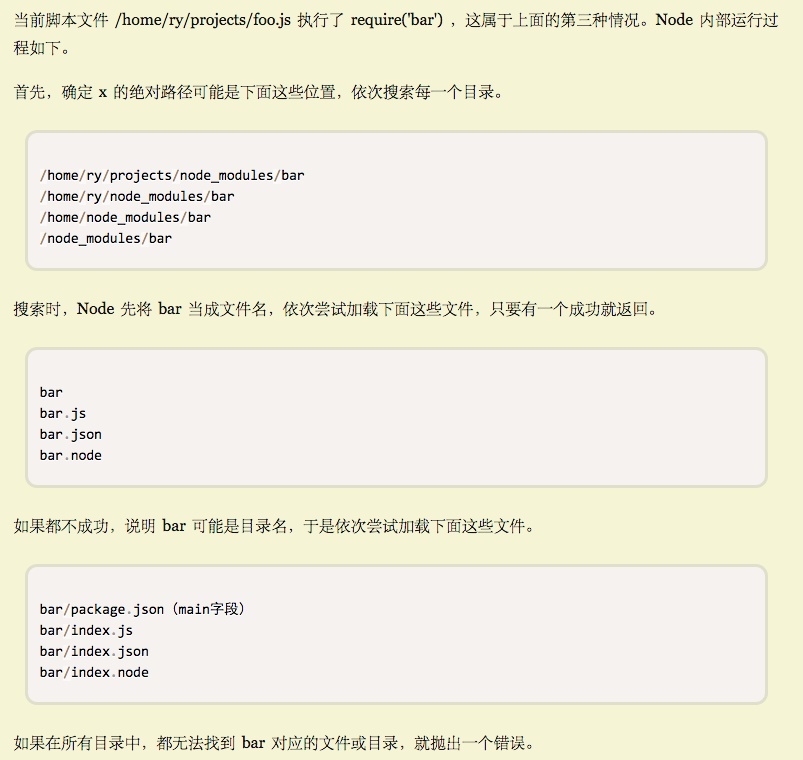 当前脚本文件 /home/ry/projects/foo.js 执行了 require('bar') ，这属于上面的第三种情况。Node 内部运行过
程如下。
首先，确定 x 的绝对路径可能是下面这些位置，依次搜索每一个目录。
/home/ry/projects/node_modules/bar
/home/ry/node_modules/bar
/home/node_modules/bar
/node_modules/bar
搜索时，Node 先将 bar 当成文件名，依次尝试加载下面这些文件，只要有一个成功就返回。
bar
bar.js
bar.json
bar.node
如果都不成功，说明 bar 可能是目录名，于是依次尝试加载下面这些文件。
bar/package.json（main字段）
bar/index.js
bar/index.json
bar/index.node
如果在所有目录中，都无法找到 bar 对应的文件或目录，就抛出一个错误。